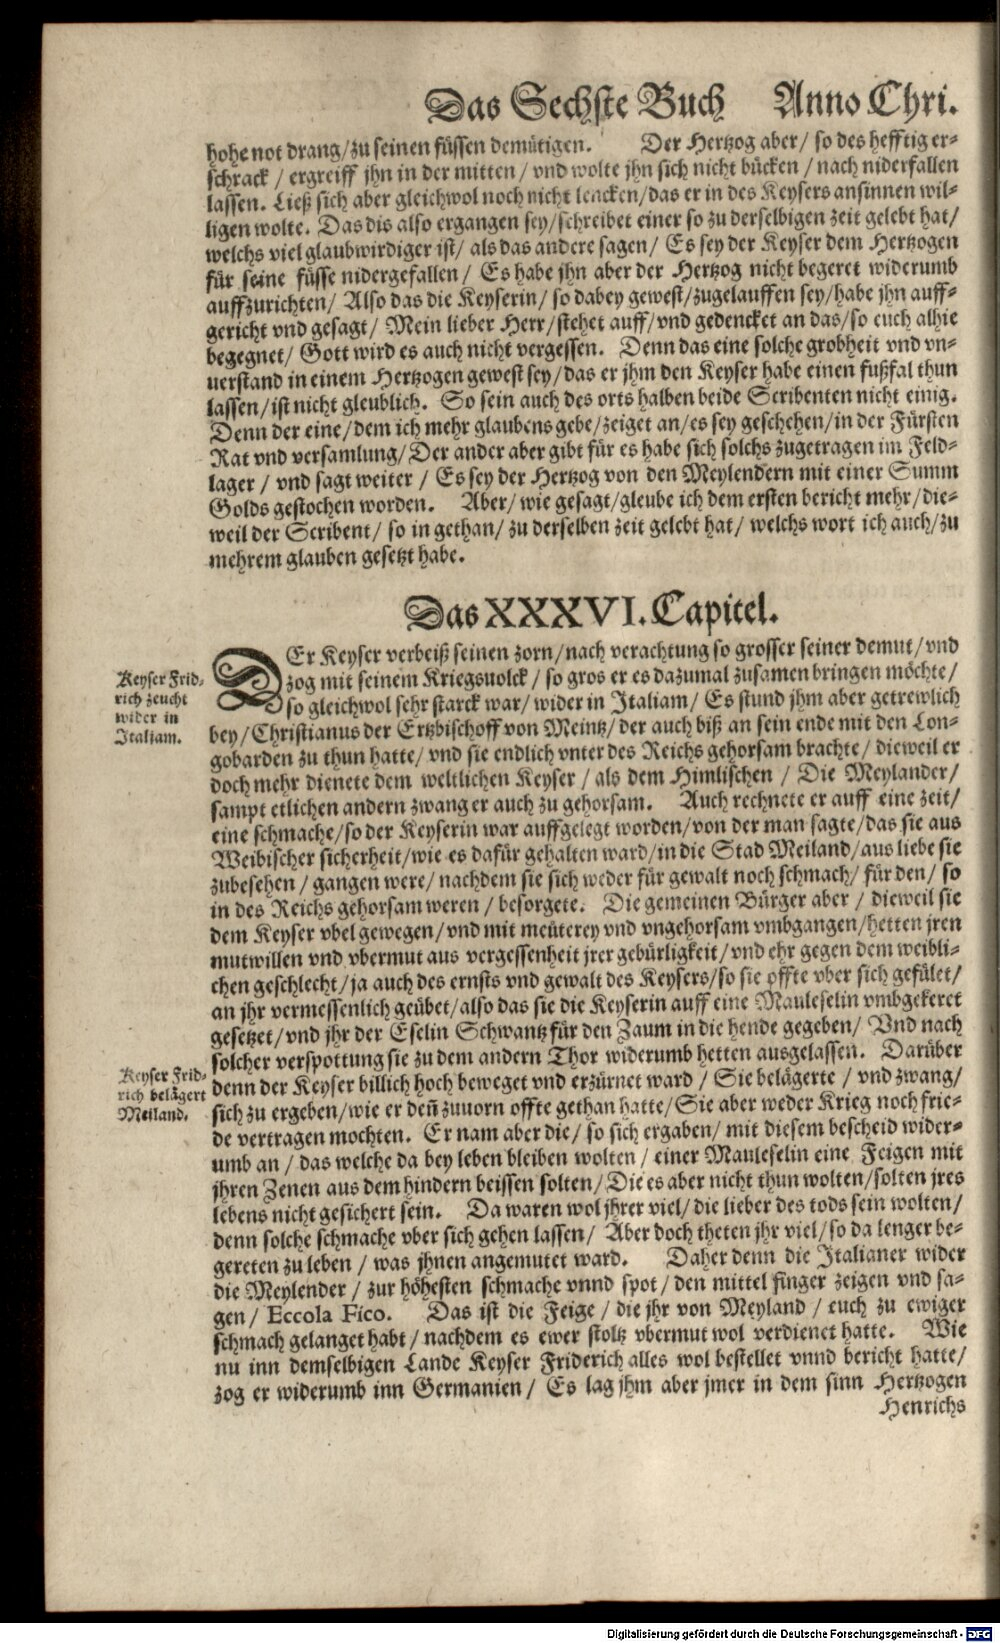 Das Sechste Buch Anno Chri.
hohe not drang/zu seinen füssen demütigen. Der Hertzog aber/ so des hefftig er-
schrack / ergreiff jhn in der mitten / vnd wolte jhn sich nicht bücken / nach niderfallen
lassen. Ließ sich aber gleichwol noch nicht lencken/das er in des Keysers ansinnen wil-
ligen wolte. Das dis also ergangen sey/schreibet einer so zu derselbigen zeit gelebt hat/
welchs viel glaubwirdiger ist/ als das andere sagen/ Es sey der Keyser dem Hertzogen
für seine füsse nidergefallen/ Es habe jhn aber der Hertzog nicht begeret widerumb
auffzurichten/ Also das die Keyserin/ so dabey gewest/zugelauffen sey/habe jhn auff-
gericht vnd gesagt/ Mein lieber Herr/stehet auff/vnd gedencket an das/so euch alhie
begegnet/ Gott wird es auch nicht vergessen. Denn das eine solche grobheit vnd vn-
uerstand in einem Hertzogen gewest sey/das er jhm den Keyser habe einen fußfal thun
lassen/ist nicht gleublich. So sein auch des orts halben beide Scribenten nicht einig.
Denn der eine/dem ich mehr glaubens gebe/zeiget an/es sey geschehen/in der Fürsten
Rat vnd versamlung/Der ander aber gibt für es habe sich solchs zugetragen im Feld-
lager / vnd sagt weiter / Es sey der Hertzog von den Meylendern mit einer Summ
Golds gestochen worden. Aber/ wie gesagt/gleube ich dem ersten bericht mehr/die-
weil der Scribent/ so in gethan/ zu derselben zeit gelebt hat/ welchs wort ich auch/zu
mehrem glauben gesetzt habe.
Das XXXVI. Capitel.
Keyser Frid-
rich zeucht
wider in
Italiam.
DEr Keyser verbeiß seinen zorn/nach verachtung so grosser seiner demut/vnd
zog mit seinem Kriegsuolck / so gros er es dazumal zusamen bringen möchte/
so gleichwol sehr starck war/ wider in Italiam/ Es stund jhm aber getrewlich
bey/Christianus der Ertzbischoff von Meintz/der auch biß an sein ende mit den Lon-
gobarden zu thun hatte/ vnd sie endlich vnter des Reichs gehorsam brachte/ dieweil er
doch mehr dienete dem weltlichen Keyser / als dem Himlischen / Die Meylander/
sampt etlichen andern zwang er auch zu gehorsam. Auch rechnete er auff eine zeit/
eine schmache/so der Keyserin war auffgelegt worden/von der man sagte/das sie aus
Weibischer sicherheit/wie es dafür gehalten ward/in die Stad Meiland/aus liebe sie
zubesehen / gangen were/ nachdem sie sich weder für gewalt noch schmach/ für den/ so
in des Reichs gehorsam weren / besorgete. Die gemeinen Bürger aber / dieweil sie
dem Keyser vbel gewegen/vnd mit meüterey vnd vngehorsam vmbgangen/hetten jren
mutwillen vnd vbermut aus vergessenheit jrer gebürligkeit/vnd ehr gegen dem weibli-
chen geschlecht/ja auch des ernsts vnd gewalt des Keysers/so sie offte vber sich gefület/
an jhr vermessenlich geübet/also das sie die Keyserin auff eine Mauleselin vmbgekeret
gesetzet/vnd jhr der Eselin Schwantz für den Zaum in die hende gegeben/ Vnd nach
solcher verspottung sie zu dem andern Thor widerumb hetten ausgelassen. Darüber
Keyser Frid-
rich belägert
Meiland.
denn der Keyser billich hoch beweget vnd erzürnet ward / Sie belägerte / vnd zwang/
sich zu ergeben/wie er deñ zuuorn offte gethan hatte/Sie aber weder Krieg noch frie-
de vertragen mochten. Er nam aber die/ so sich ergaben/ mit diesem bescheid wider-
umb an / das welche da bey leben bleiben wolten / einer Mauleselin eine Feigen mit
jhren Zenen aus dem hindern beissen solten/ Die es aber nicht thun wolten/solten jres
lebens nicht gesichert sein. Da waren wol jhrer viel/ die lieber des tods sein wolten/
denn solche schmache vber sich gehen lassen/ Aber doch theten jhr viel/so da lenger be-
gereten zu leben / was jhnen angemutet ward. Daher denn die Italianer wider
die Meylender / zur höhesten schmache vnnd spot/ den mittel finger zeigen vnd sa-
gen/ Eccola Fico. Das ist die Feige / die jhr von Meyland / euch zu ewiger
schmach gelanget habt/ nachdem es ewer stoltz vbermut wol verdienet hatte. Wie
nu inn demselbigen Lande Keyser Friderich alles wol bestellet vnnd bericht hatte/
zog er widerumb inn Germanien/ Es lag jhm aber jmer in dem sinn Hertzogen
Henrichs
Digitalisierung gefördert durch die Deutsche Forschungsgemeinschaft - DFG